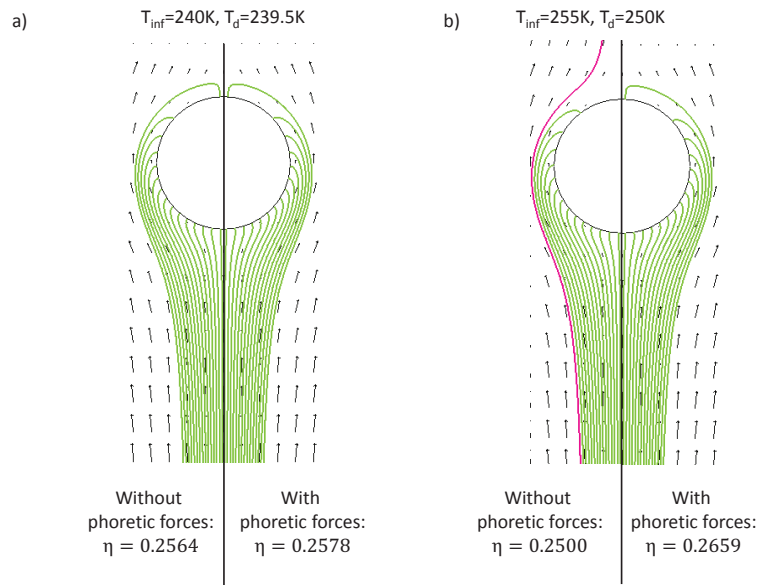 a)
T_inf=240K, T_d=239.5K
Without
phoretic forces:
η = 0.2564
With
phoretic forces:
η = 0.2578
b)
T_inf=255K, T_d=250K
Without
phoretic forces:
η = 0.2500
With
phoretic forces:
η = 0.2659